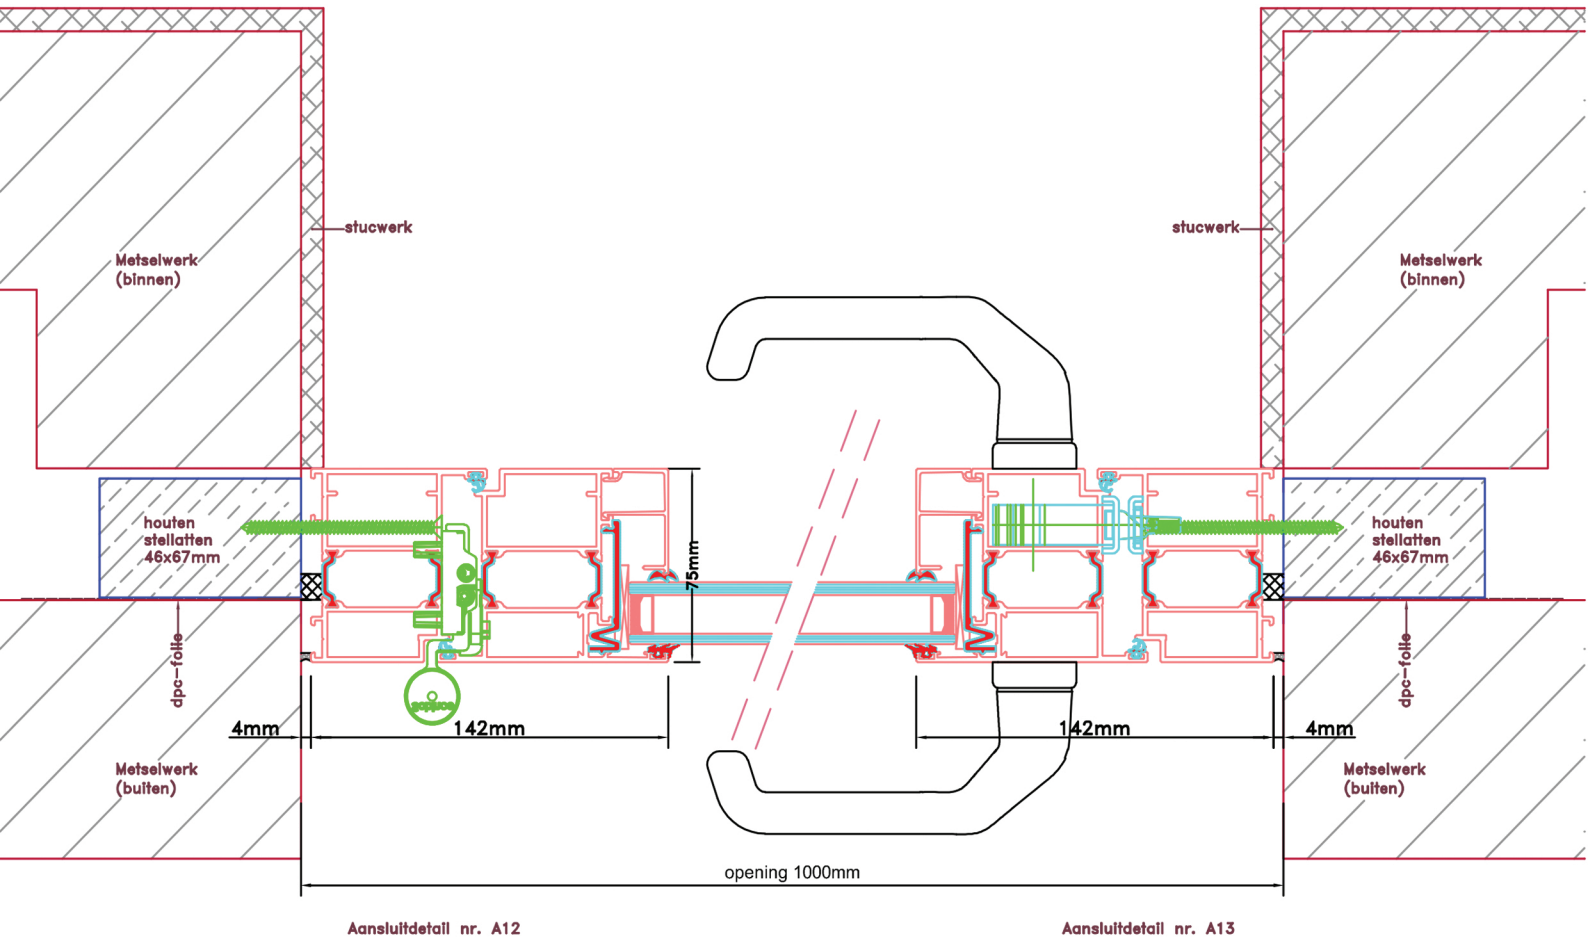 stucwerk
stucwerk
Metselwerk
(binnen)
Metselwerk
(binnen)
houten
stellatten
46x67mm
75mm
houten
stellatten
46x67mm
dpc-folie
dpc-folie
4mm
142mm
142mm
4mm
Metselwerk
(buiten)
Metselwerk
(buiten)
opening 1000mm
Aansluitdetail nr. A12
Aansluitdetail nr. A13